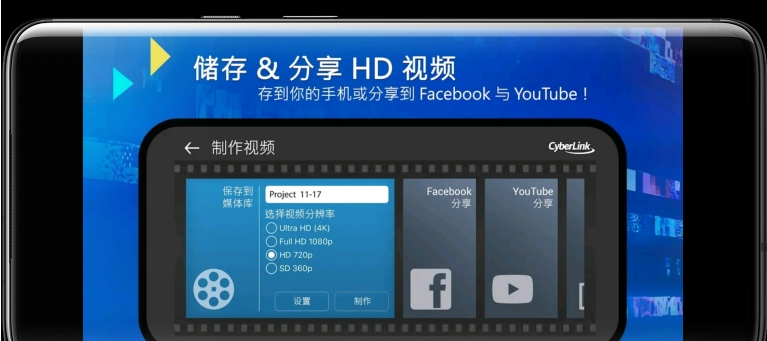 储存 & 分享 HD 视频
存到你的手机或分享到 Facebook 与 YouTube！
← 制作视频
CyberLink
保存到
媒体库
Project 11-17
选择视频分辨率
Ultra HD (4K)
Full HD 1080p
HD 720p
SD 360p
设置
制作
Facebook
分享
YouTube
分享